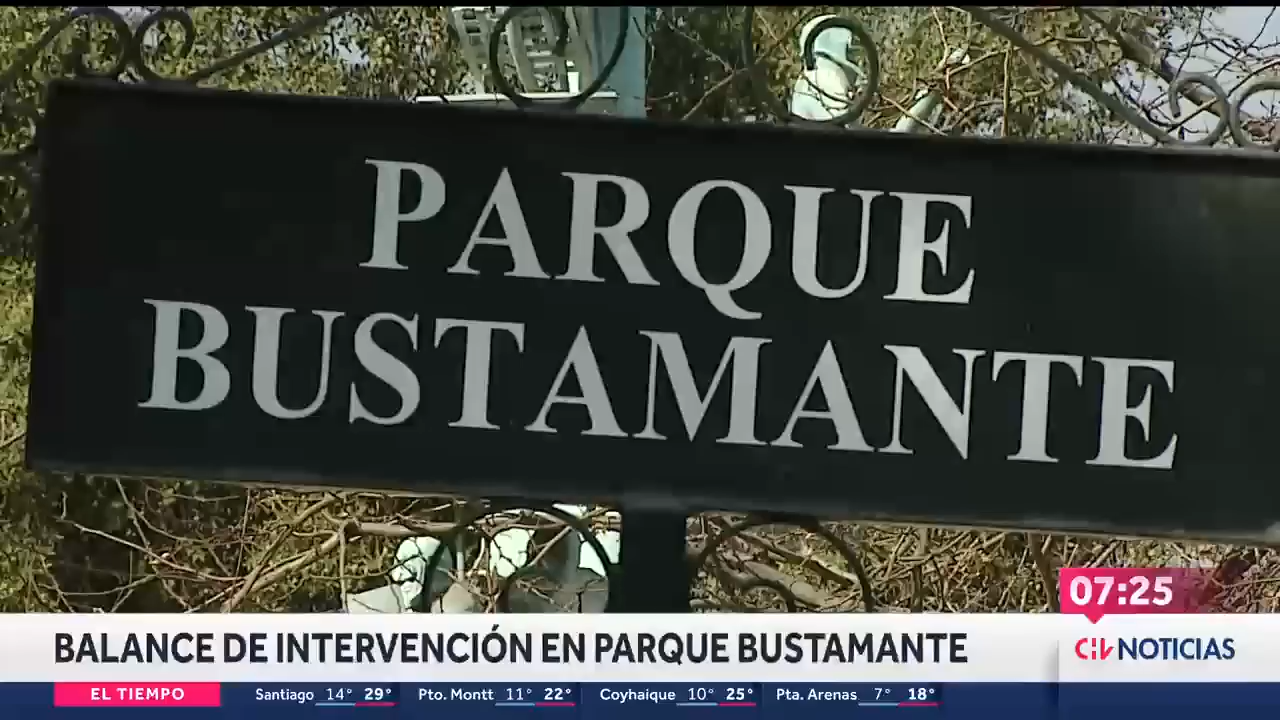 PARQUE
BUSTAMANTE
07:25
BALANCE DE INTERVENCIÓN EN PARQUE BUSTAMANTE
CHV NOTICIAS
EL TIEMPO Santiago 14° 29° Pto. Montt 11° 22° Coyhaique 10° 25° Pta. Arenas 7° 18°